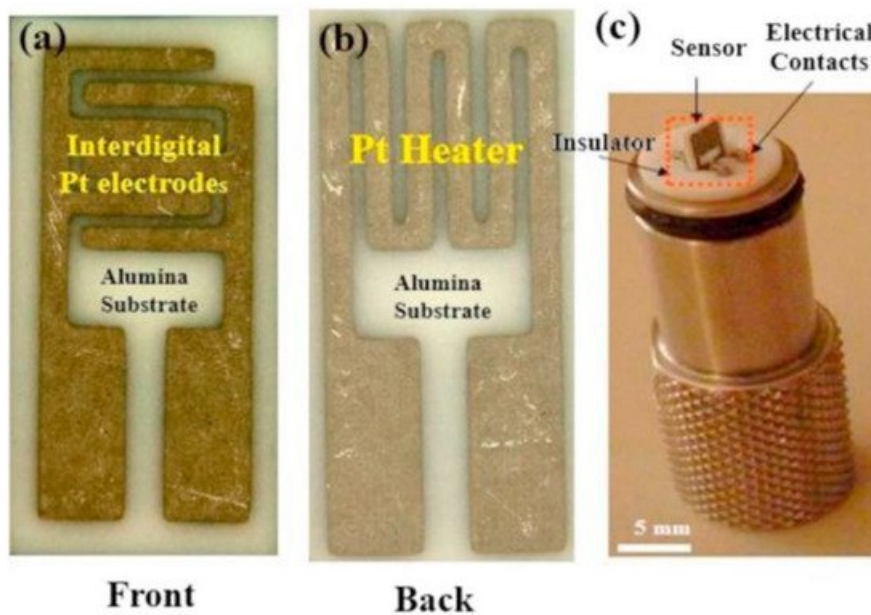 (a)
Interdigital
Pt electrodes
Alumina
Substrate
Front
(b)
Pt Heater
Alumina
Substrate
Back
(c)
Sensor
Electrical
Contacts
Insulator
5 mm